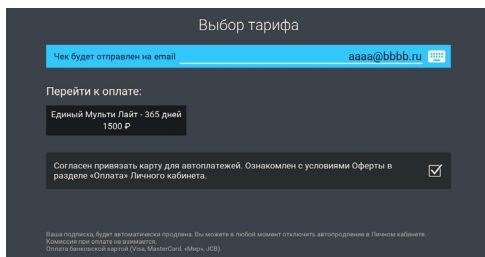 Выбор тарифа
Чек будет отправлен на email aaaa@bbbb.ru
Перейти к оплате:
Единый Мульти Лайт - 365 дней
1500 ₽
Согласен привязать карту для автоплатежей. Ознакомлен с условиями Оферты в
разделе «Оплата» Личного кабинета.
Ваша подписка, будет автоматически продлена. Вы можете в любой момент отключить автопродление в Личном кабинете.
Комиссия при оплате не взимается.
Оплата банковской картой (Visa, MasterCard, «Мир», JCB).